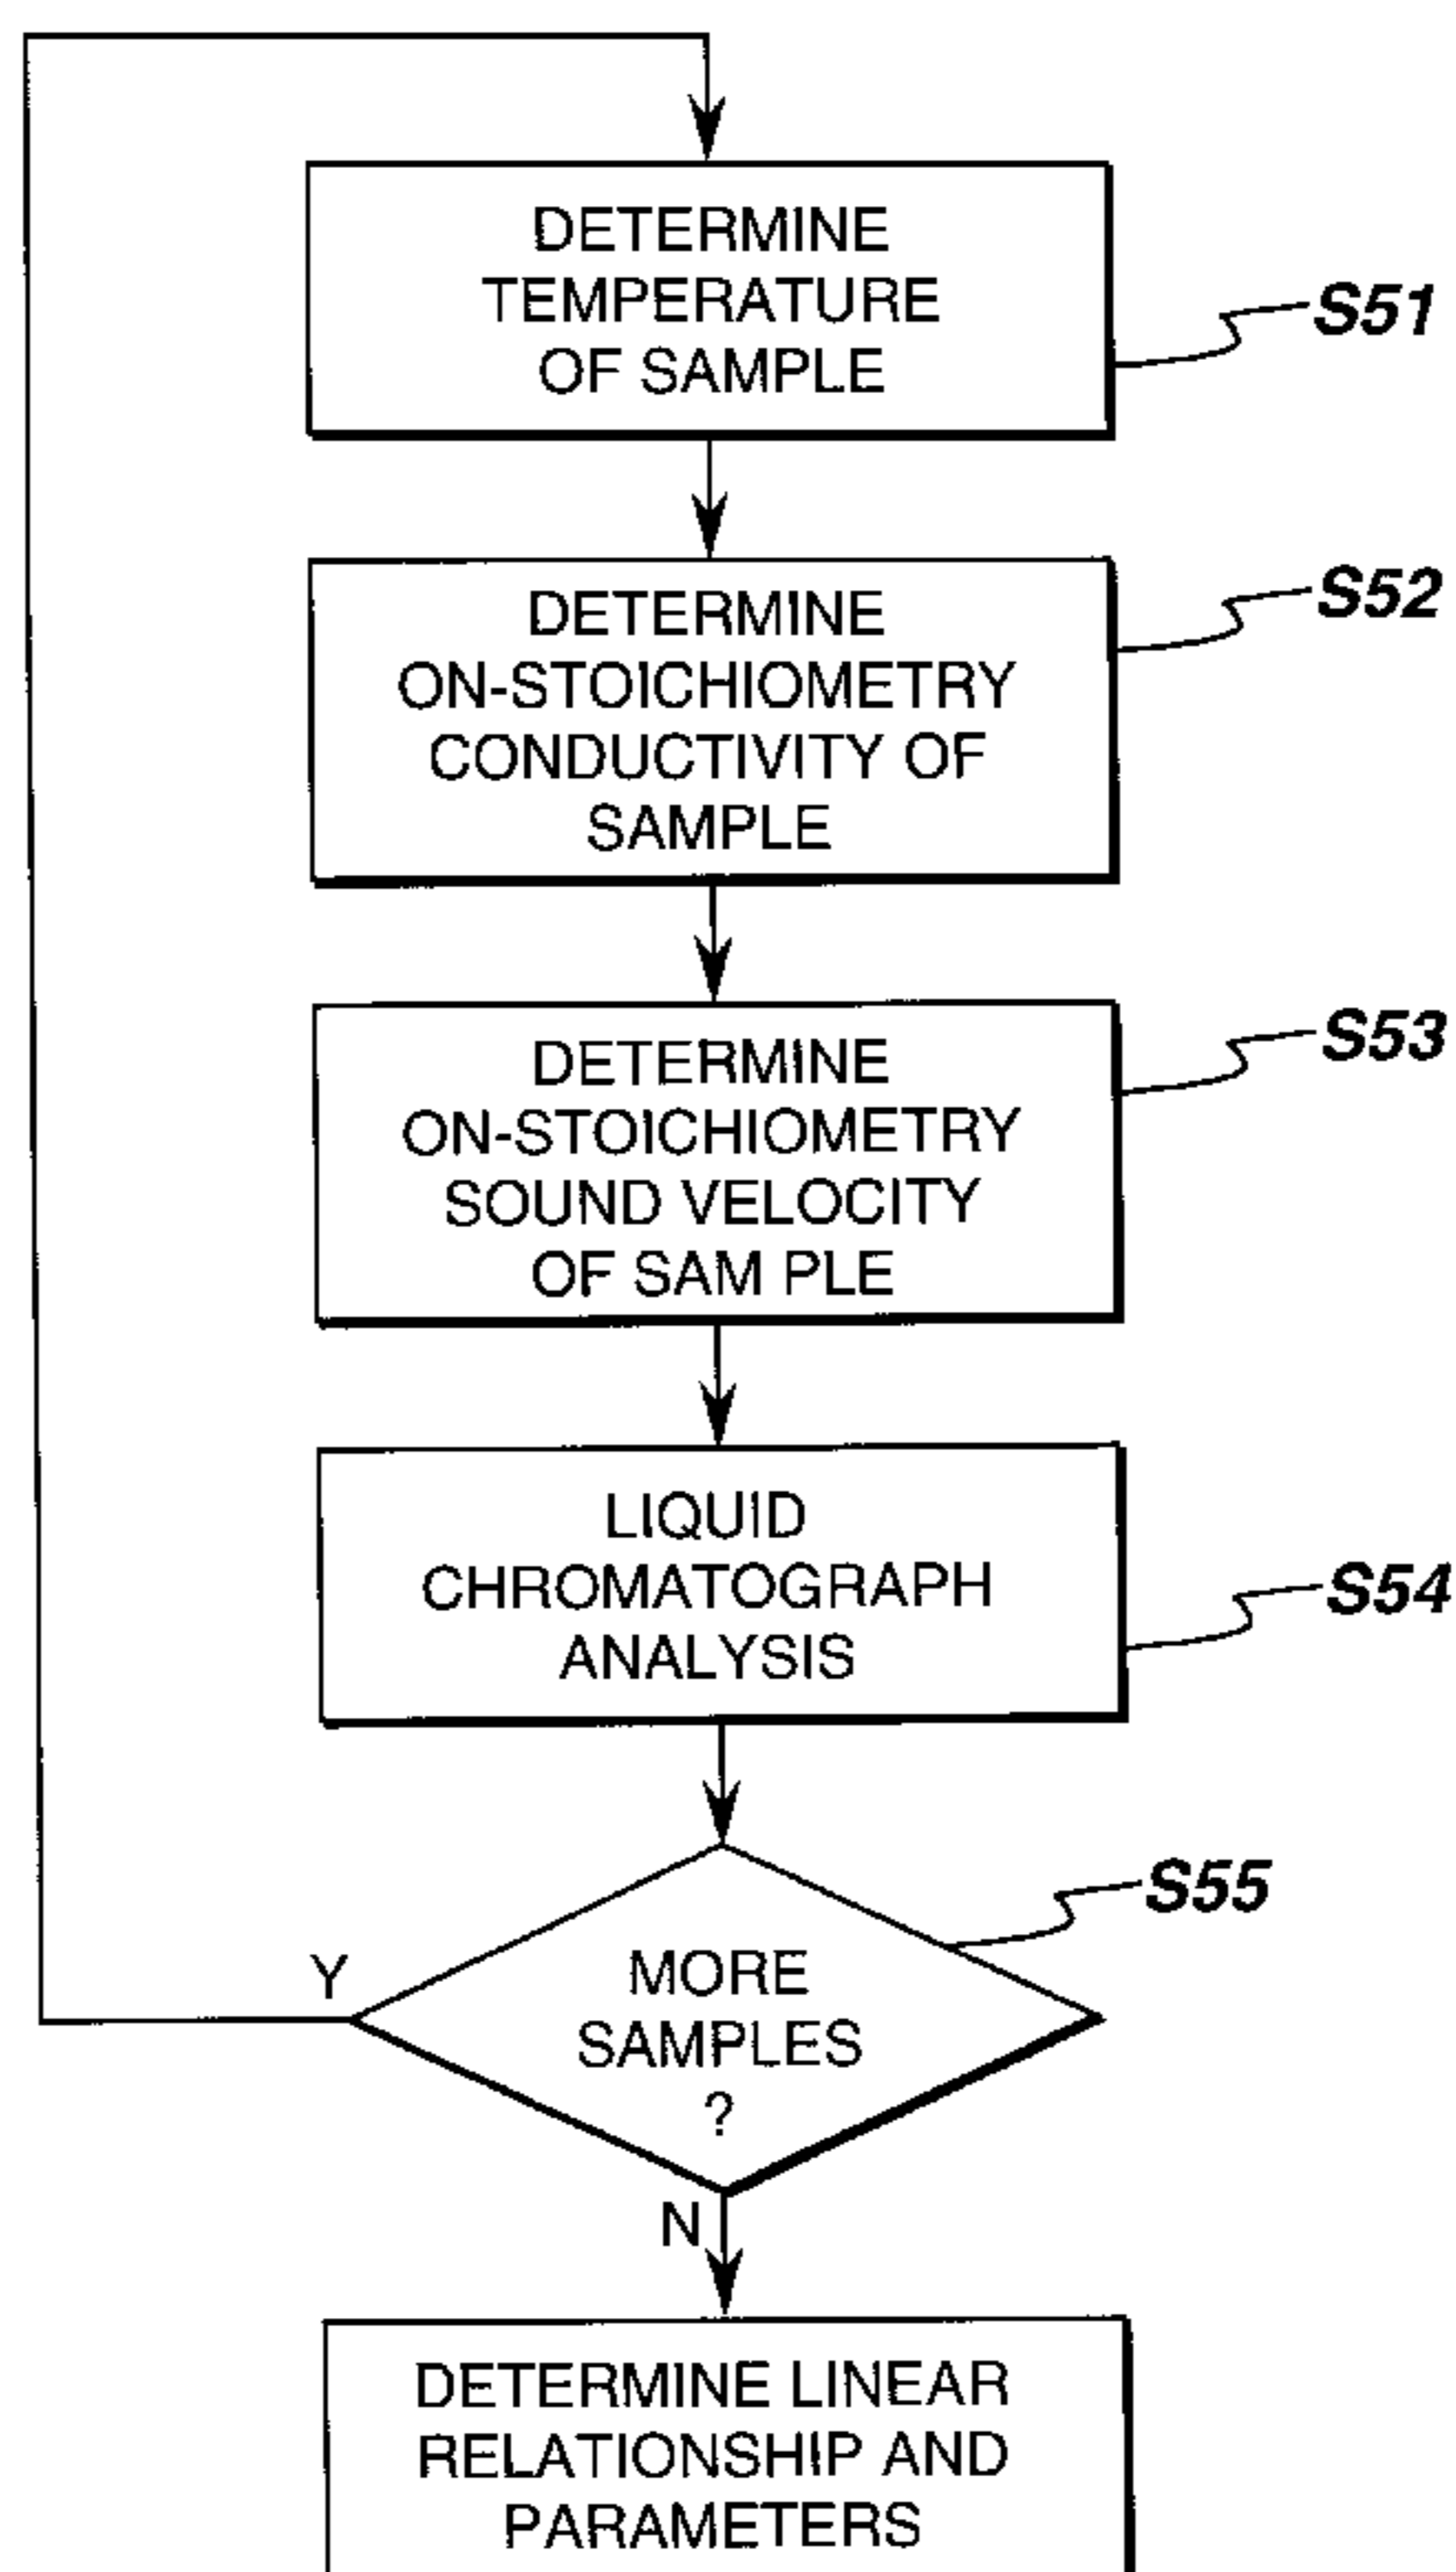 DETERMINE
TEMPERATURE
OF SAMPLE
S51
DETERMINE
ON-STOICHIOMETRY
CONDUCTIVITY OF
SAMPLE
S52
DETERMINE
ON-STOICHIOMETRY
SOUND VELOCITY
OF SAM PLE
S53
LIQUID
CHROMATOGRAPH
ANALYSIS
S54
MORE
SAMPLES
?
S55
Y
N
DETERMINE LINEAR
RELATIONSHIP AND
PARAMETERS